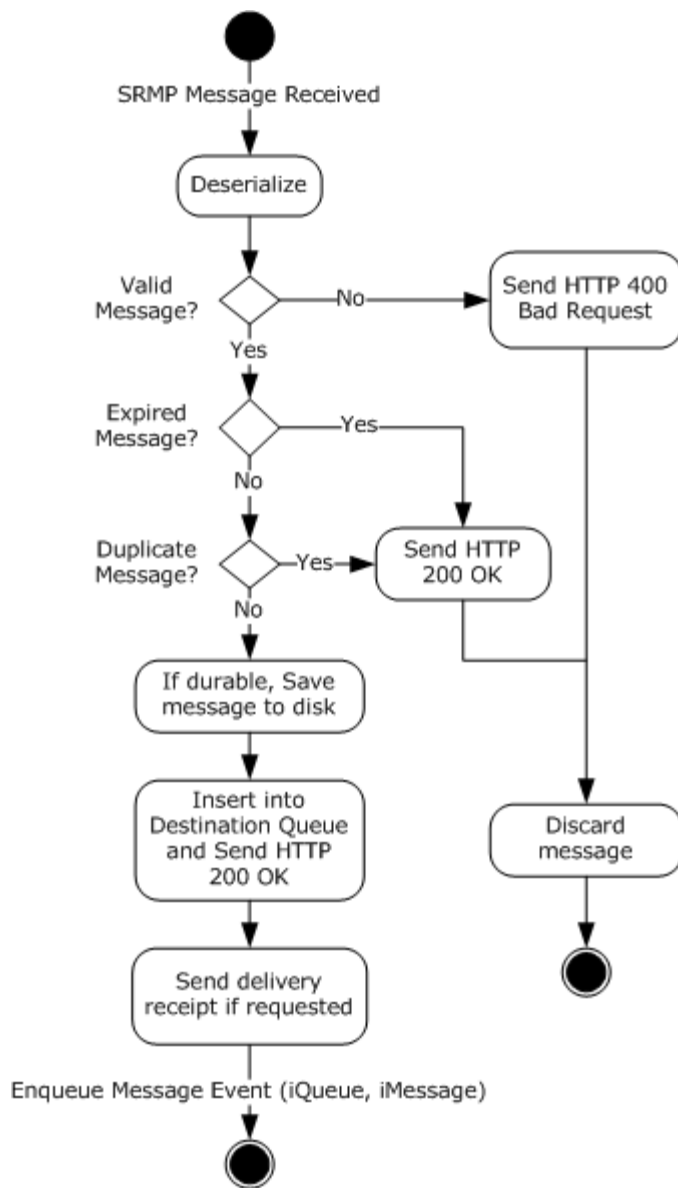 SRMP Message Received
Deserialize
Valid
Message?
No
Send HTTP 400
Bad Request
Yes
Expired
Message?
Yes
No
Duplicate
Message?
Yes
Send HTTP
200 OK
No
If durable, Save
message to disk
Insert into
Destination Queue
and Send HTTP
200 OK
Discard
message
Send delivery
receipt if requested
Enqueue Message Event (iQueue, iMessage)